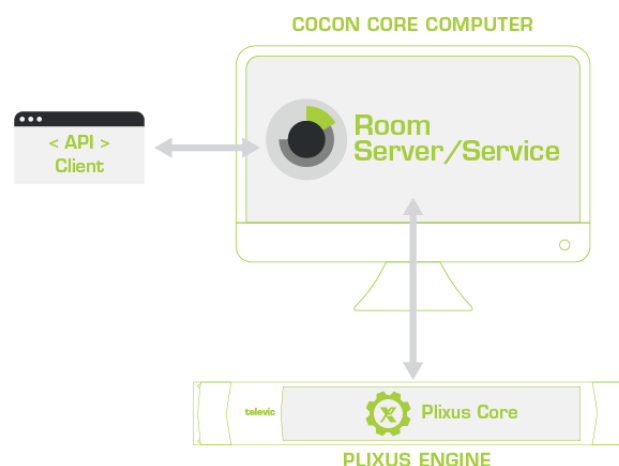 COCON CORE COMPUTER
< API >
Client
Room
Server/Service
televic
Plixus Core
PLIXUS ENGINE